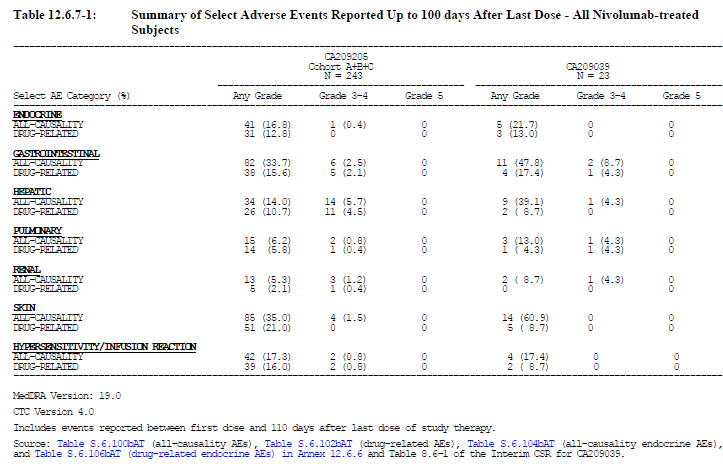 Table 12.6.7-1: Summary of Select Adverse Events Reported Up to 100 days After Last Dose - All Nivolumab-treated
Subjects
CA209205
Cohort A+B+C CA209039
N = 243 N = 23
Select AE Category (%) Any Grade Grade 3-4 Grade 5 Any Grade Grade 3-4 Grade 5
ENDOCRINE
ALL-CAUSALITY 41 (16.8) 1 (0.4) 0 5 (21.7) 0 0
DRUG-RELATED 31 (12.8) 0 0 3 (13.0) 0 0
GASTROINTESTINAL
ALL-CAUSALITY 82 (33.7) 6 (2.5) 0 11 (47.8) 2 (8.7) 0
DRUG-RELATED 38 (15.6) 5 (2.1) 0 4 (17.4) 1 (4.3) 0
HEPATIC
ALL-CAUSALITY 34 (14.0) 14 (5.7) 0 9 (39.1) 1 (4.3) 0
DRUG-RELATED 26 (10.7) 11 (4.5) 0 2 ( 8.7) 0 0
PULMONARY
ALL-CAUSALITY 15 (6.2) 2 (0.8) 0 3 (13.0) 1 (4.3) 0
DRUG-RELATED 14 (5.8) 1 (0.4) 0 1 ( 4.3) 1 (4.3) 0
RENAL
ALL-CAUSALITY 13 (5.3) 3 (1.2) 0 2 ( 8.7) 1 (4.3) 0
DRUG-RELATED 5 (2.1) 1 (0.4) 0 0 0 0
SKIN
ALL-CAUSALITY 85 (35.0) 4 (1.5) 0 14 (60.9) 0 0
DRUG-RELATED 51 (21.0) 0 0 5 ( 8.7) 0 0
HYPERSENSITIVITY/INFUSION REACTION
ALL-CAUSALITY 42 (17.3) 2 (0.8) 0 4 (17.4) 0 0
DRUG-RELATED 39 (16.0) 2 (0.8) 0 2 ( 8.7) 0 0
MedDRA Version: 19.0
CTC Version 4.0
Includes events reported between first dose and 110 days after last dose of study therapy.
Source: Table S.6.100bAT (all-causality AEs), Table S.6.102bAT (drug-related AEs), Table S.6.104bAT (all-causality endocrine AEs),
and Table S.6.106bAT (drug-related endocrine AEs) in Annex 12.6.6 and Table 8.6-1 of the Interim CSR for CA209039.